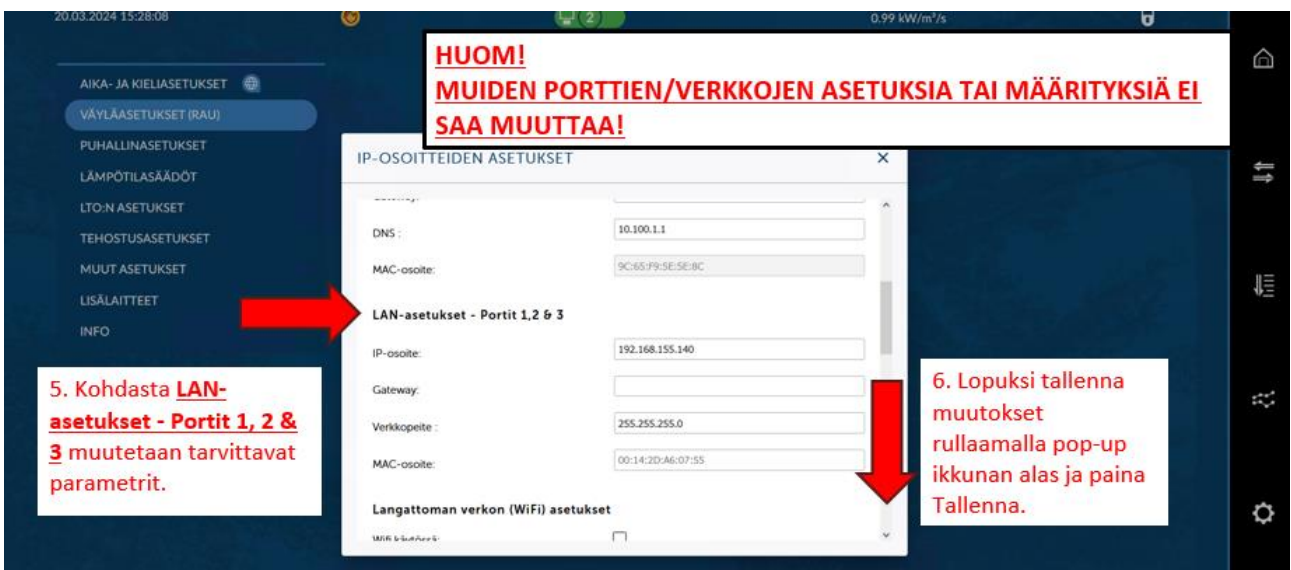 20.03.2024 15:28:08
2
0.99 kW/m³/s
HUOM!
MUIDEN PORTTIEN/VERKKOJEN ASETUKSIA TAI MÄÄRITYKSIÄ EI
SAA MUUTTAA!
AIKA- JA KIELIASETUKSET
VÄYLÄASETUKSET (RAU)
PUHALLINASETUKSET
LÄMPÖTILASÄÄDÖT
LTO:N ASETUKSET
TEHOSTUSASETUKSET
MUUT ASETUKSET
LISÄLAITTEET
INFO
IP-OSOITTEIDEN ASETUKSET
DNS : 10.100.1.1
MAC-osoite: 9C:65:F9:5E:5E:8C
LAN-asetukset - Portit 1,2 & 3
IP-osoite: 192.168.155.140
Gateway:
Verkkopeite : 255.255.255.0
MAC-osoite: 00:14:2D:A6:07:55
Langattoman verkon (WiFi) asetukset
Wifi käytössä:
5. Kohdasta LAN-
asetukset - Portit 1, 2 &
3 muutetaan tarvittavat
parametrit.
6. Lopuksi tallenna
muutokset
rullaamalla pop-up
ikkunan alas ja paina
Tallenna.